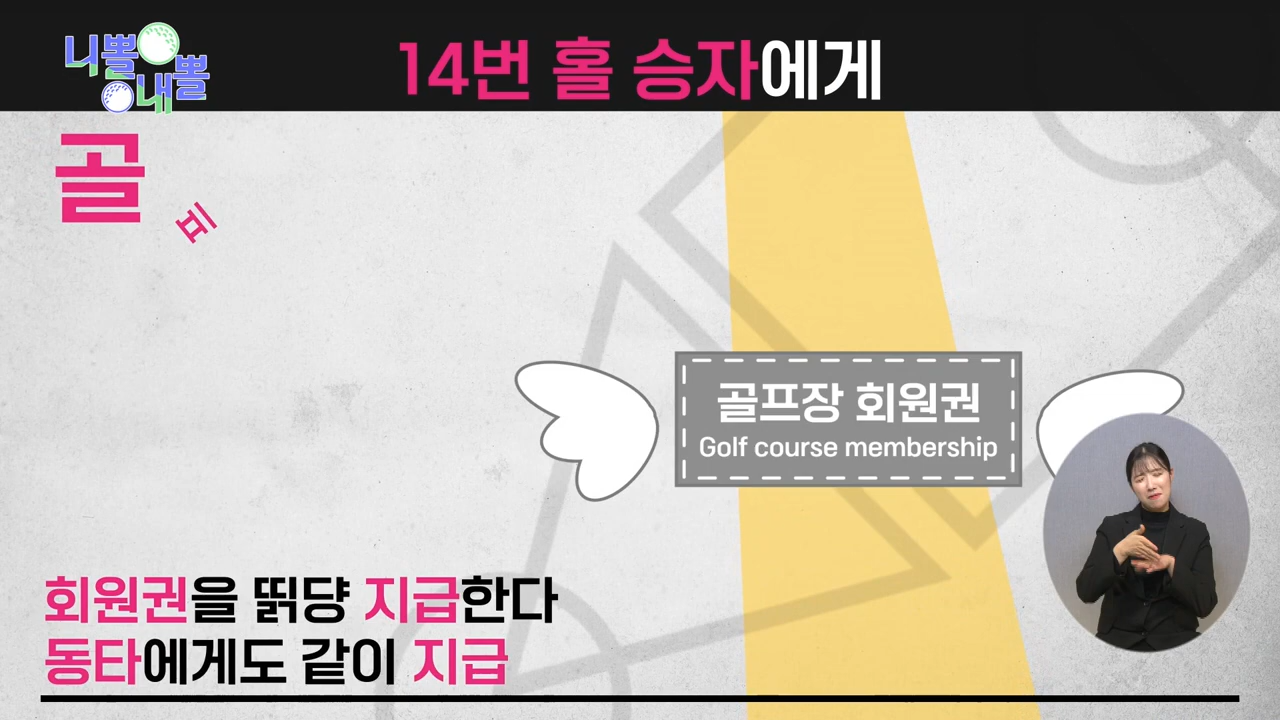 니뽈
내뽈
14번 홀 승자에게
골
프
골프장 회원권
Golf course membership
회원권을 띍댱 지급한다
동타에게도 같이 지급